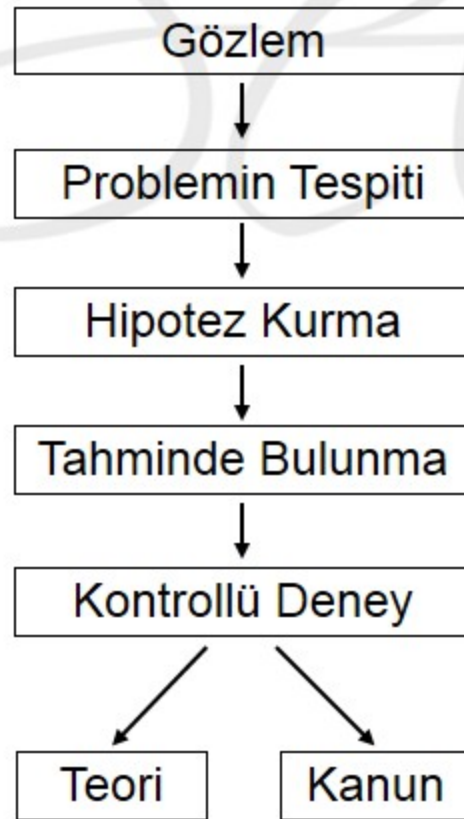 Gözlem
Problemin Tespiti
Hipotez Kurma
Tahminde Bulunma
Kontrollü Deney
Teori
Kanun